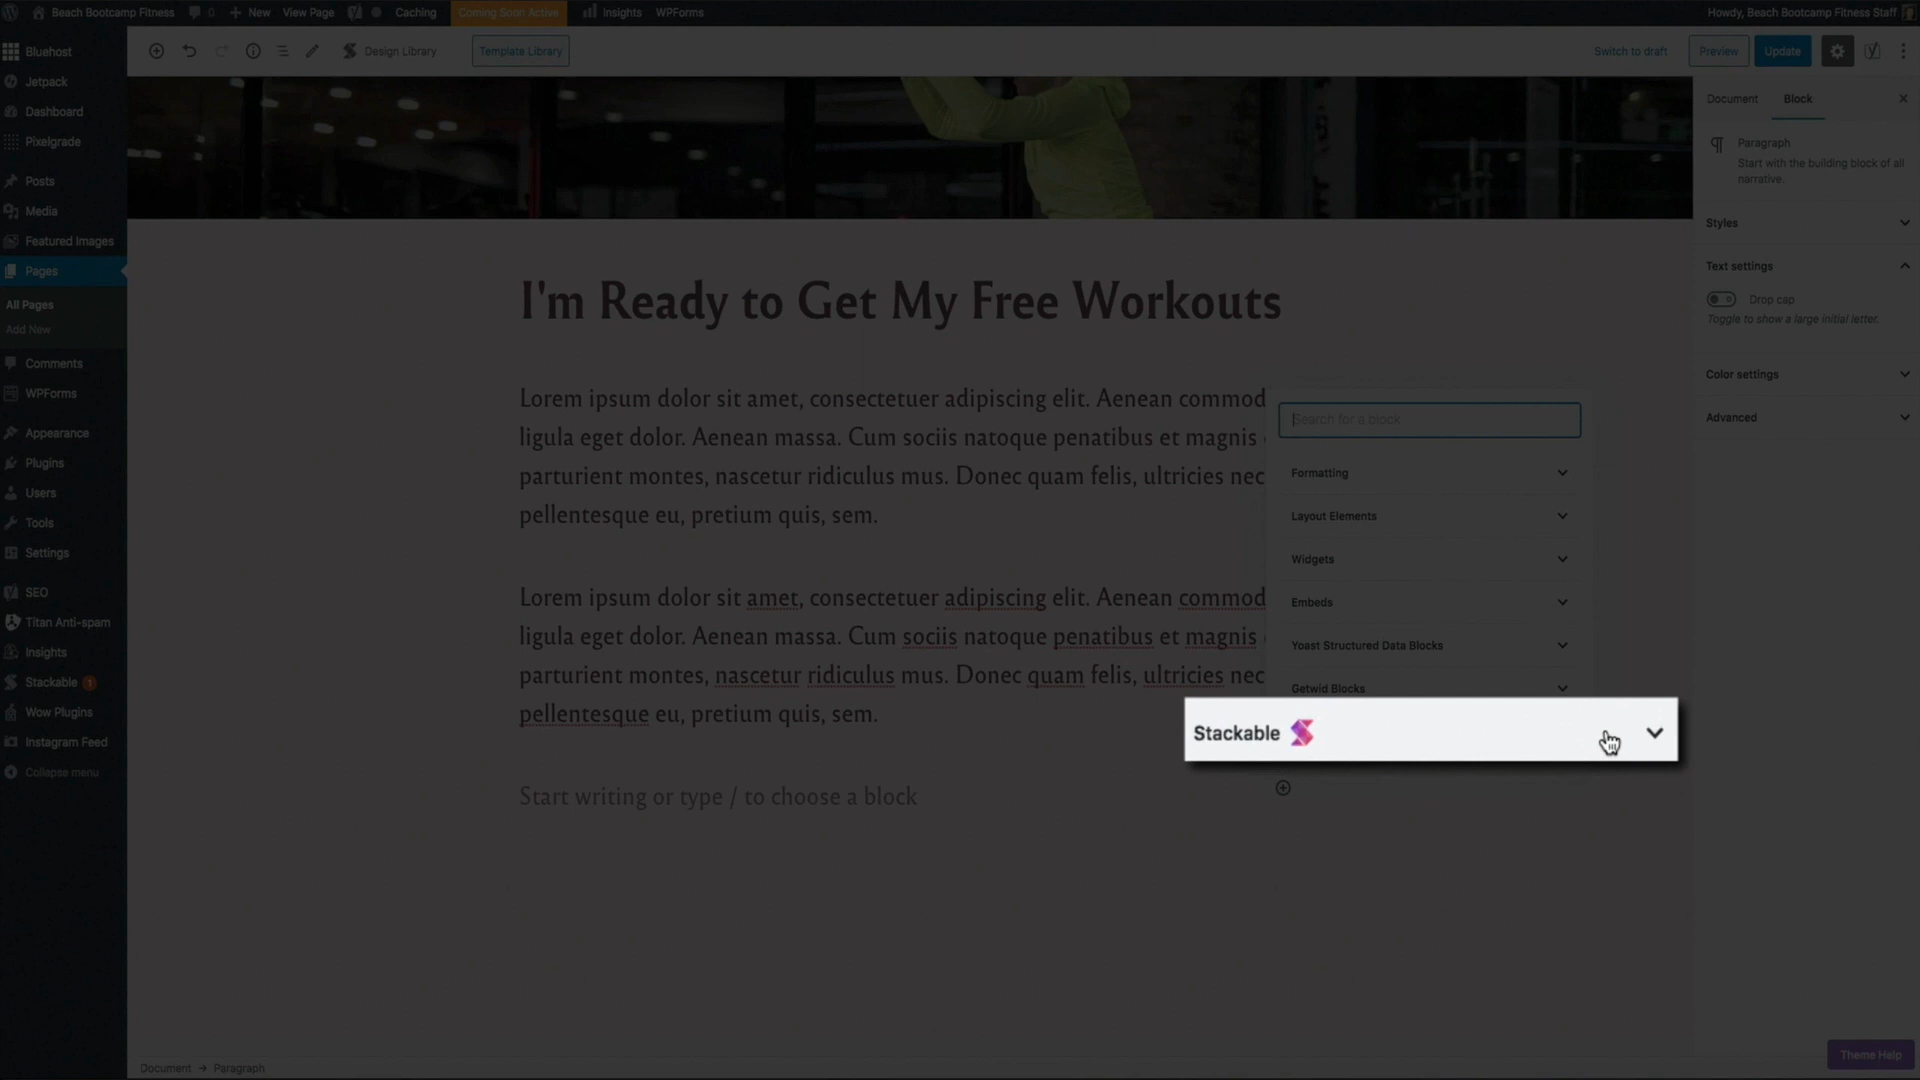 Beach Bootcamp Fitness
0
New
View Page
Caching
Coming Soon Active
Insights
WPForms
Howdy, Beach Bootcamp Fitness Staff
Bluehost
Jetpack
Dashboard
Pixelgrade
Posts
Media
Featured Images
Pages
All Pages
Add New
Comments
WPForms
Appearance
Plugins
Users
Tools
Settings
SEO
Titan Anti-spam
Insights
Stackable 1
Wow Plugins
Instagram Feed
Collapse menu
Design Library
Template Library
Switch to draft
Preview
Update
I'm Ready to Get My Free Workouts
Lorem ipsum dolor sit amet, consectetuer adipiscing elit. Aenean commod
ligula eget dolor. Aenean massa. Cum sociis natoque penatibus et magnis
parturient montes, nascetur ridiculus mus. Donec quam felis, ultricies nec
pellentesque eu, pretium quis, sem.
Lorem ipsum dolor sit amet, consectetuer adipiscing elit. Aenean commod
ligula eget dolor. Aenean massa. Cum sociis natoque penatibus et magnis
parturient montes, nascetur ridiculus mus. Donec quam felis, ultricies nec
pellentesque eu, pretium quis, sem.
Start writing or type / to choose a block
Search for a block
Formatting
Layout Elements
Widgets
Embeds
Yoast Structured Data Blocks
Getwid Blocks
Stackable
Document
Block
Paragraph
Start with the building block of all
narrative.
Styles
Text settings
Drop cap
Toggle to show a large initial letter.
Color settings
Advanced
Theme Help
Document → Paragraph